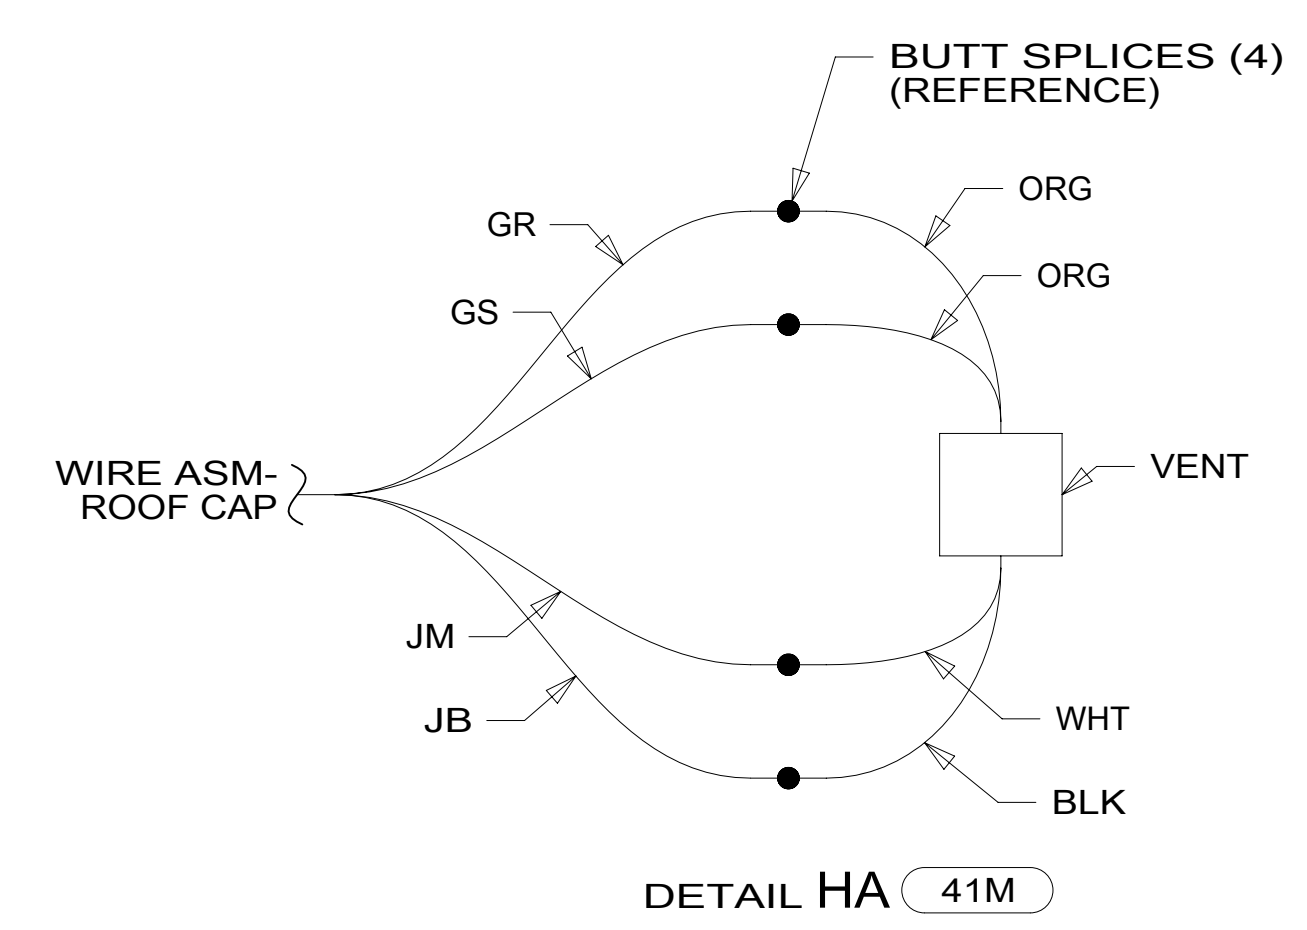 BUTT SPLICES (4)
(REFERENCE)
ORG
GR
ORG
GS
WIRE ASM-
ROOF CAP
VENT
JM
JB
WHT
BLK
DETAIL HA 41M